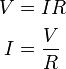 V = IR
I = V/R